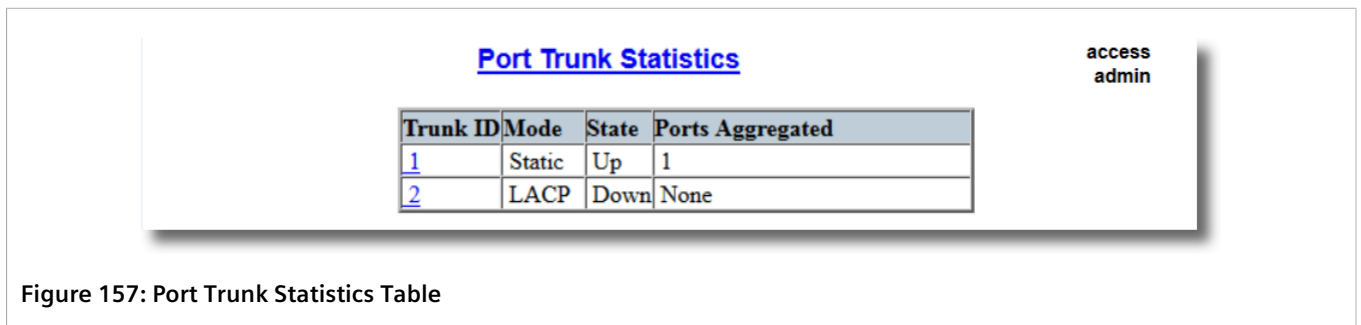 Port Trunk Statistics
access
admin
Trunk ID Mode State Ports Aggregated
1 Static Up 1
2 LACP Down None
Figure 157: Port Trunk Statistics Table